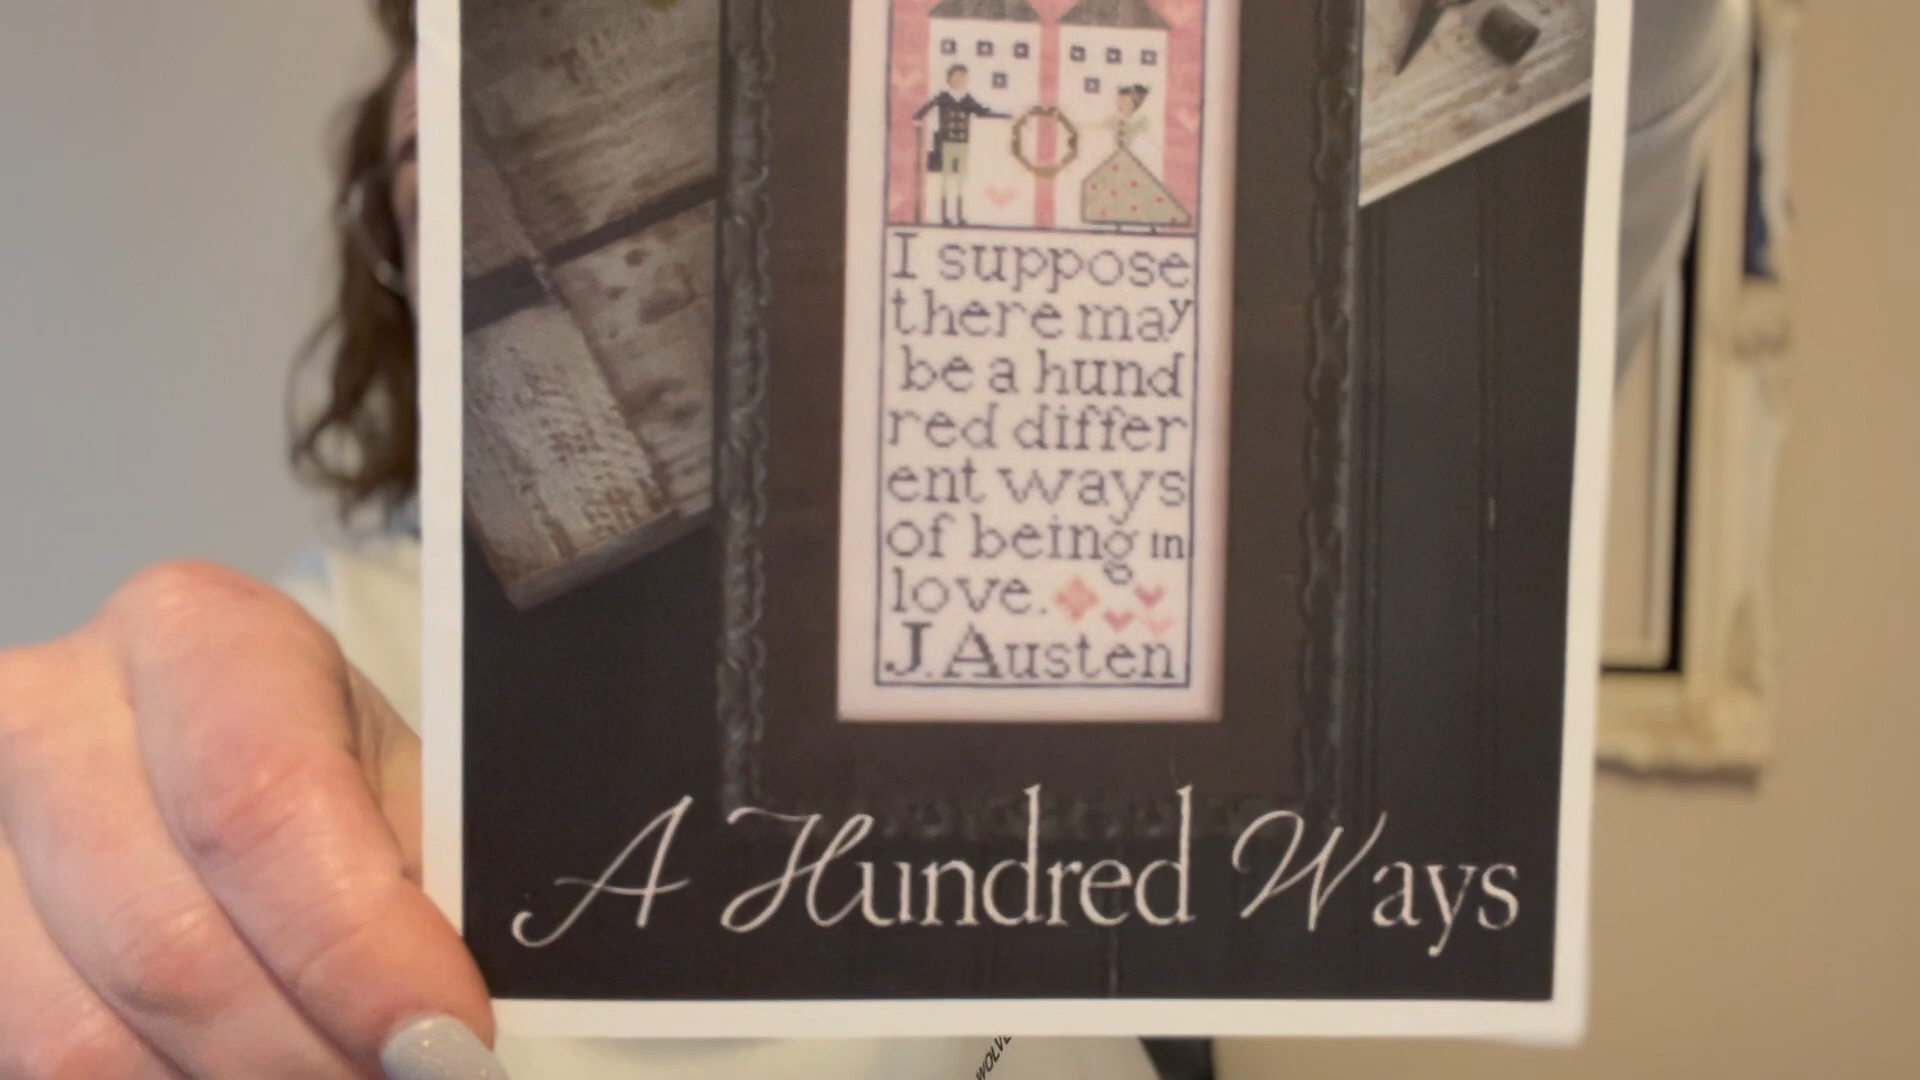 I suppose
there may
be a hund
red differ
ent ways
of being in
love.
J. Austen
A Hundred Ways